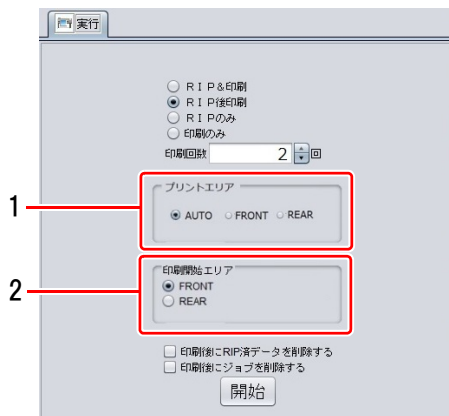 実行
ＲＩＰ&印刷
ＲＩＰ後印刷
ＲＩＰのみ
印刷のみ
印刷回数 2 回
プリントエリア
1
AUTO FRONT REAR
印刷開始エリア
2
FRONT
REAR
印刷後にRIP済データを削除する
印刷後にジョブを削除する
開始